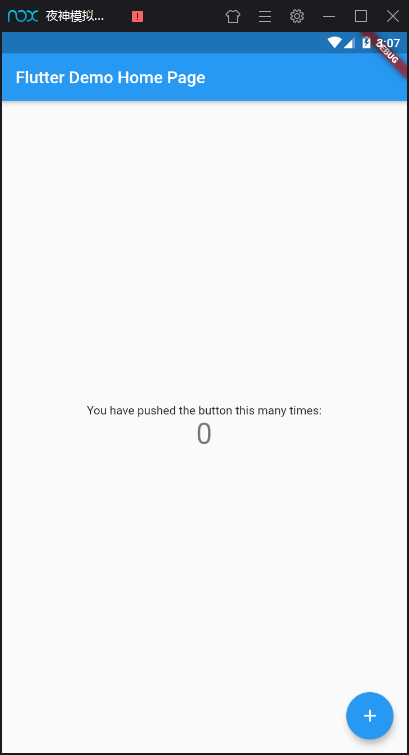 nox 夜神模拟...
3:07
DEBUG
Flutter Demo Home Page
You have pushed the button this many times:
0